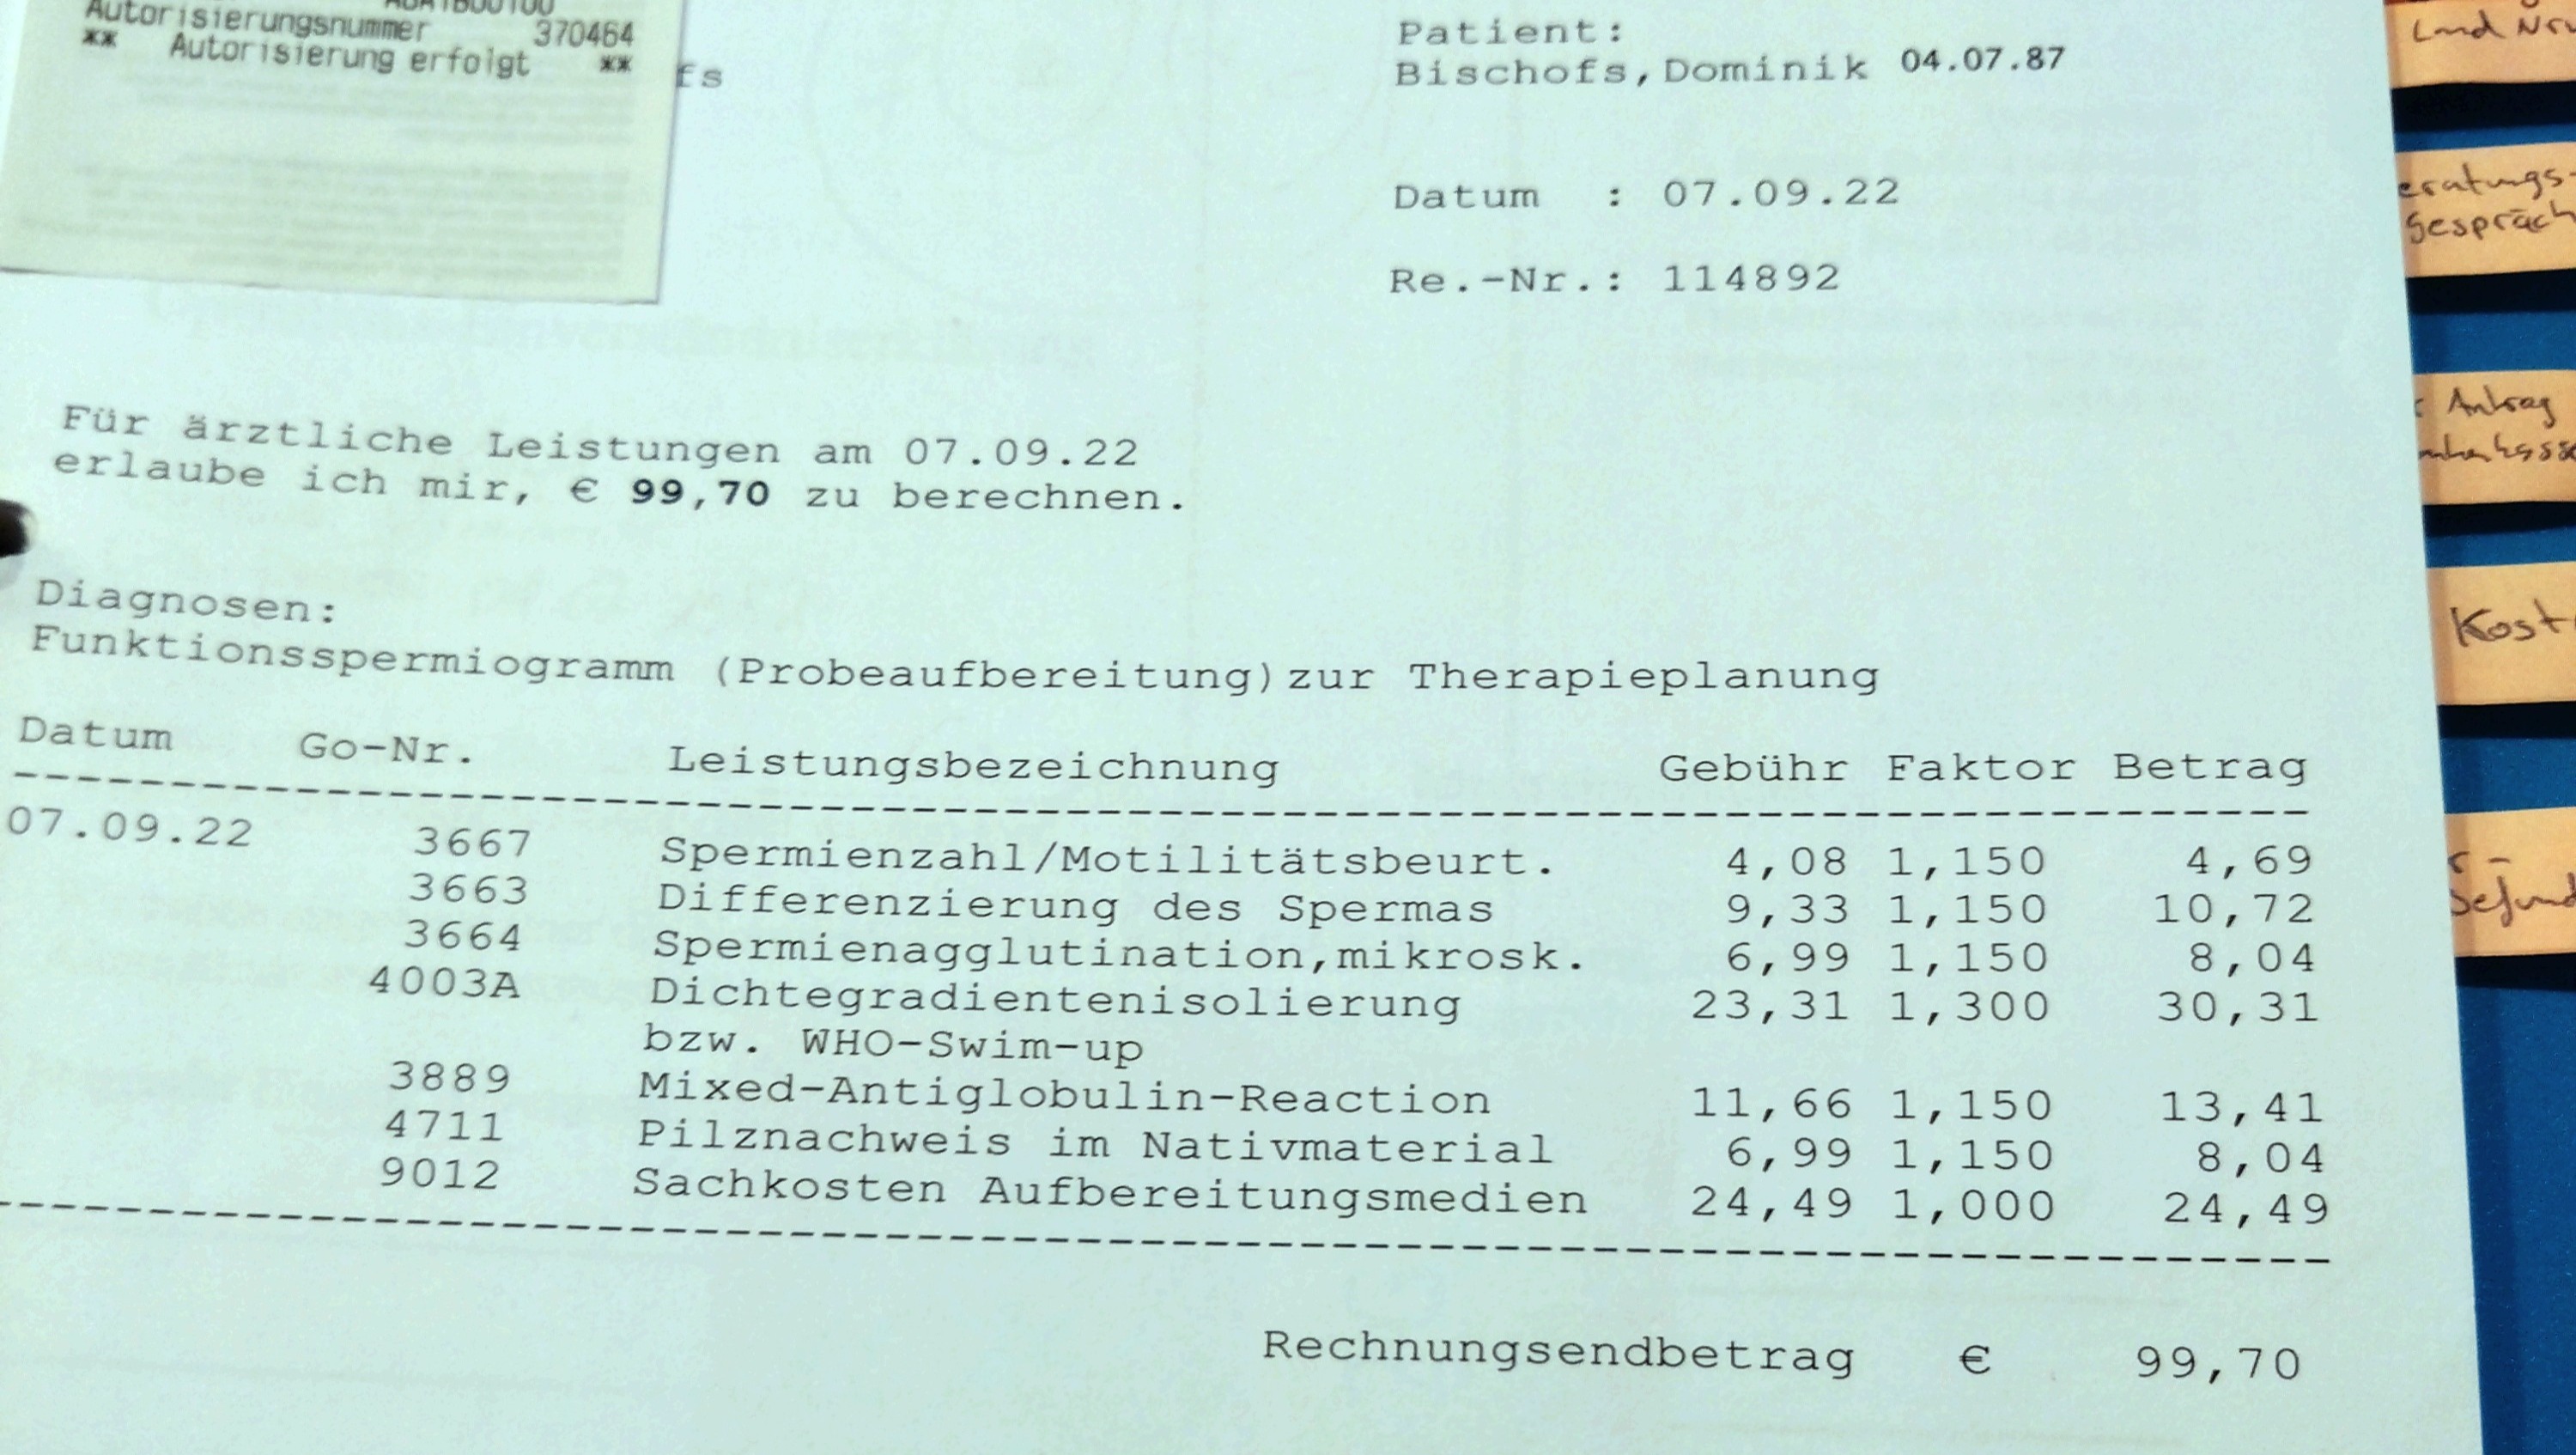 Autorisierungsnummer 370464
** Autorisierung erfolgt **
fs
Patient:
Bischofs,Dominik 04.07.87
Datum : 07.09.22
Re.-Nr.: 114892
Für ärztliche Leistungen am 07.09.22
erlaube ich mir, € 99,70 zu berechnen.
Diagnosen:
Funktionsspermiogramm (Probeaufbereitung)zur Therapieplanung
Datum Go-Nr. Leistungsbezeichnung Gebühr Faktor Betrag
07.09.22 3667 Spermienzahl/Motilitätsbeurt. 4,08 1,150 4,69
3663 Differenzierung des Spermas 9,33 1,150 10,72
3664 Spermienagglutination,mikrosk. 6,99 1,150 8,04
4003A Dichtegradientenisolierung 23,31 1,300 30,31
bzw. WHO-Swim-up
3889 Mixed-Antiglobulin-Reaction 11,66 1,150 13,41
4711 Pilznachweis im Nativmaterial 6,99 1,150 8,04
9012 Sachkosten Aufbereitungsmedien 24,49 1,000 24,49
Rechnungsendbetrag € 99,70
Land
eratungs-
Gespräch
Antrag
Kost